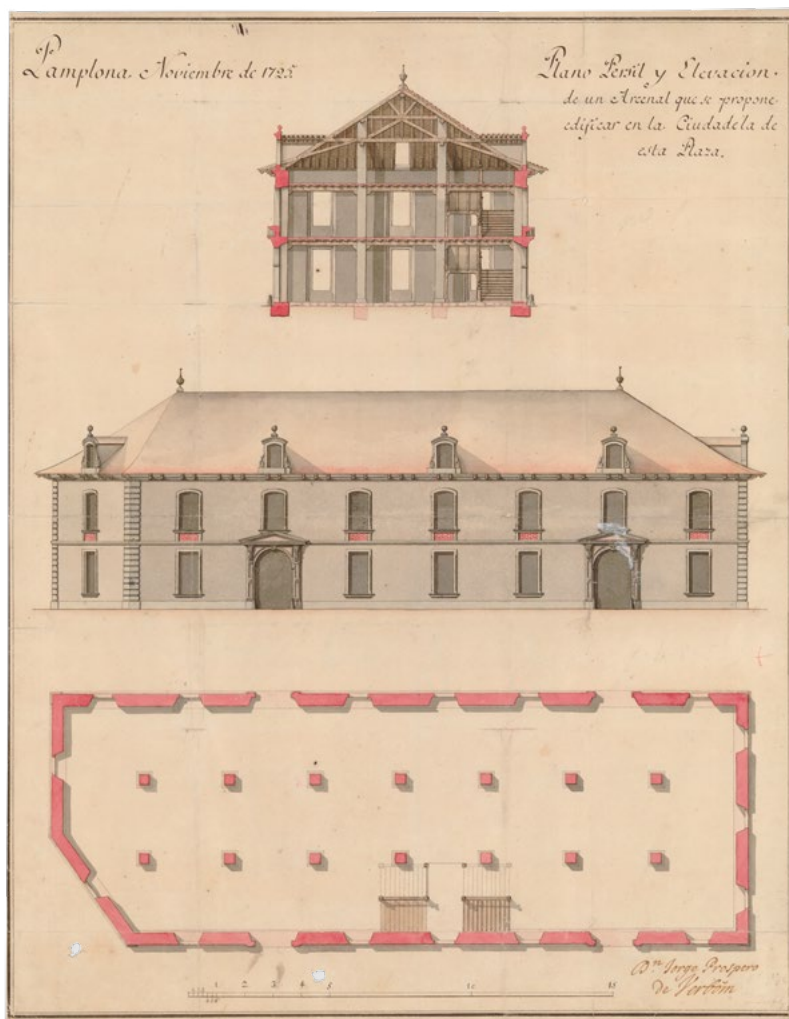 Pamplona Noviembre de 1725
Plano Perfil y Elevacion
de un Arcenal que se propone
edificar en la Ciudadela de
esta Plaza.
1 2 3 4 5 10 15
Dn. Jorge Prospero
de Verbom